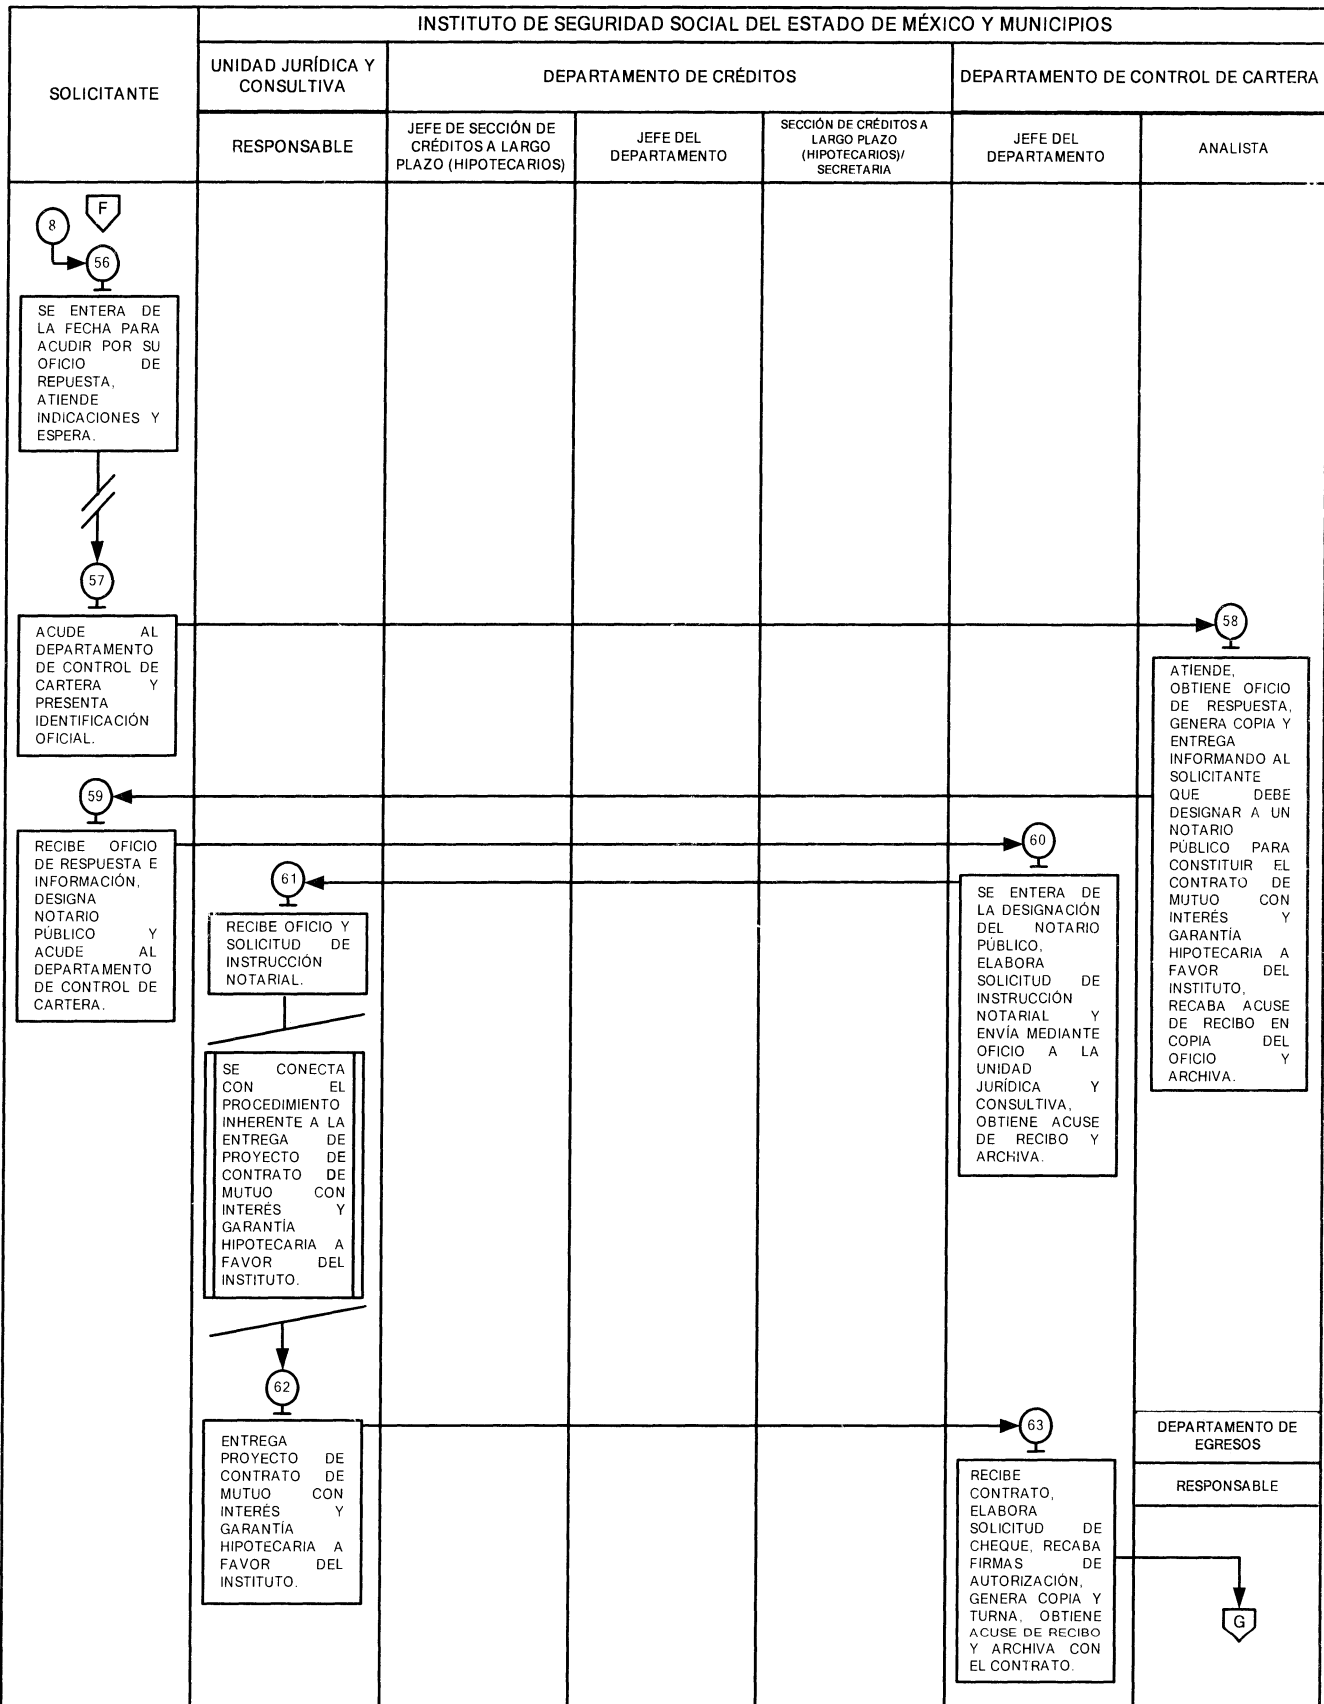 INSTITUTO DE SEGURIDAD SOCIAL DEL ESTADO DE MÉXICO Y MUNICIPIOS
SOLICITANTE
UNIDAD JURÍDICA Y
CONSULTIVA
DEPARTAMENTO DE CRÉDITOS
DEPARTAMENTO DE CONTROL DE CARTERA
RESPONSABLE
JEFE DE SECCIÓN DE
CRÉDITOS A LARGO
PLAZO (HIPOTECARIOS)
JEFE DEL
DEPARTAMENTO
SECCIÓN DE CRÉDITOS A
LARGO PLAZO
(HIPOTECARIOS)/
SECRETARIA
JEFE DEL
DEPARTAMENTO
ANALISTA
F
8
56
SE ENTERA DE
LA FECHA PARA
ACUDIR POR SU
OFICIO DE
REPUESTA,
ATIENDE
INDICACIONES Y
ESPERA.
57
ACUDE AL
DEPARTAMENTO
DE CONTROL DE
CARTERA Y
PRESENTA
IDENTIFICACIÓN
OFICIAL.
58
ATIENDE,
OBTIENE OFICIO
DE RESPUESTA,
GENERA COPIA Y
ENTREGA
INFORMANDO AL
SOLICITANTE
QUE DEBE
DESIGNAR A UN
NOTARIO
PÚBLICO PARA
CONSTITUIR EL
CONTRATO DE
MUTUO CON
INTERÉS Y
GARANTÍA
HIPOTECARIA A
FAVOR DEL
INSTITUTO,
RECABA ACUSE
DE RECIBO EN
COPIA DEL
OFICIO Y
ARCHIVA.
59
RECIBE OFICIO
DE RESPUESTA E
INFORMACIÓN,
DESIGNA
NOTARIO
PÚBLICO Y
ACUDE AL
DEPARTAMENTO
DE CONTROL DE
CARTERA.
60
SE ENTERA DE
LA DESIGNACIÓN
DEL NOTARIO
PÚBLICO,
ELABORA
SOLICITUD DE
INSTRUCCIÓN
NOTARIAL Y
ENVÍA MEDIANTE
OFICIO A LA
UNIDAD
JURÍDICA Y
CONSULTIVA,
OBTIENE ACUSE
DE RECIBO Y
ARCHIVA.
61
RECIBE OFICIO Y
SOLICITUD DE
INSTRUCCIÓN
NOTARIAL.
SE CONECTA
CON EL
PROCEDIMIENTO
INHERENTE A LA
ENTREGA DE
PROYECTO DE
CONTRATO DE
MUTUO CON
INTERÉS Y
GARANTÍA
HIPOTECARIA A
FAVOR DEL
INSTITUTO.
62
ENTREGA
PROYECTO DE
CONTRATO DE
MUTUO CON
INTERÉS Y
GARANTÍA
HIPOTECARIA A
FAVOR DEL
INSTITUTO.
63
RECIBE
CONTRATO,
ELABORA
SOLICITUD DE
CHEQUE, RECABA
FIRMAS DE
AUTORIZACIÓN,
GENERA COPIA Y
TURNA, OBTIENE
ACUSE DE RECIBO
Y ARCHIVA CON
EL CONTRATO.
DEPARTAMENTO DE
EGRESOS
RESPONSABLE
G